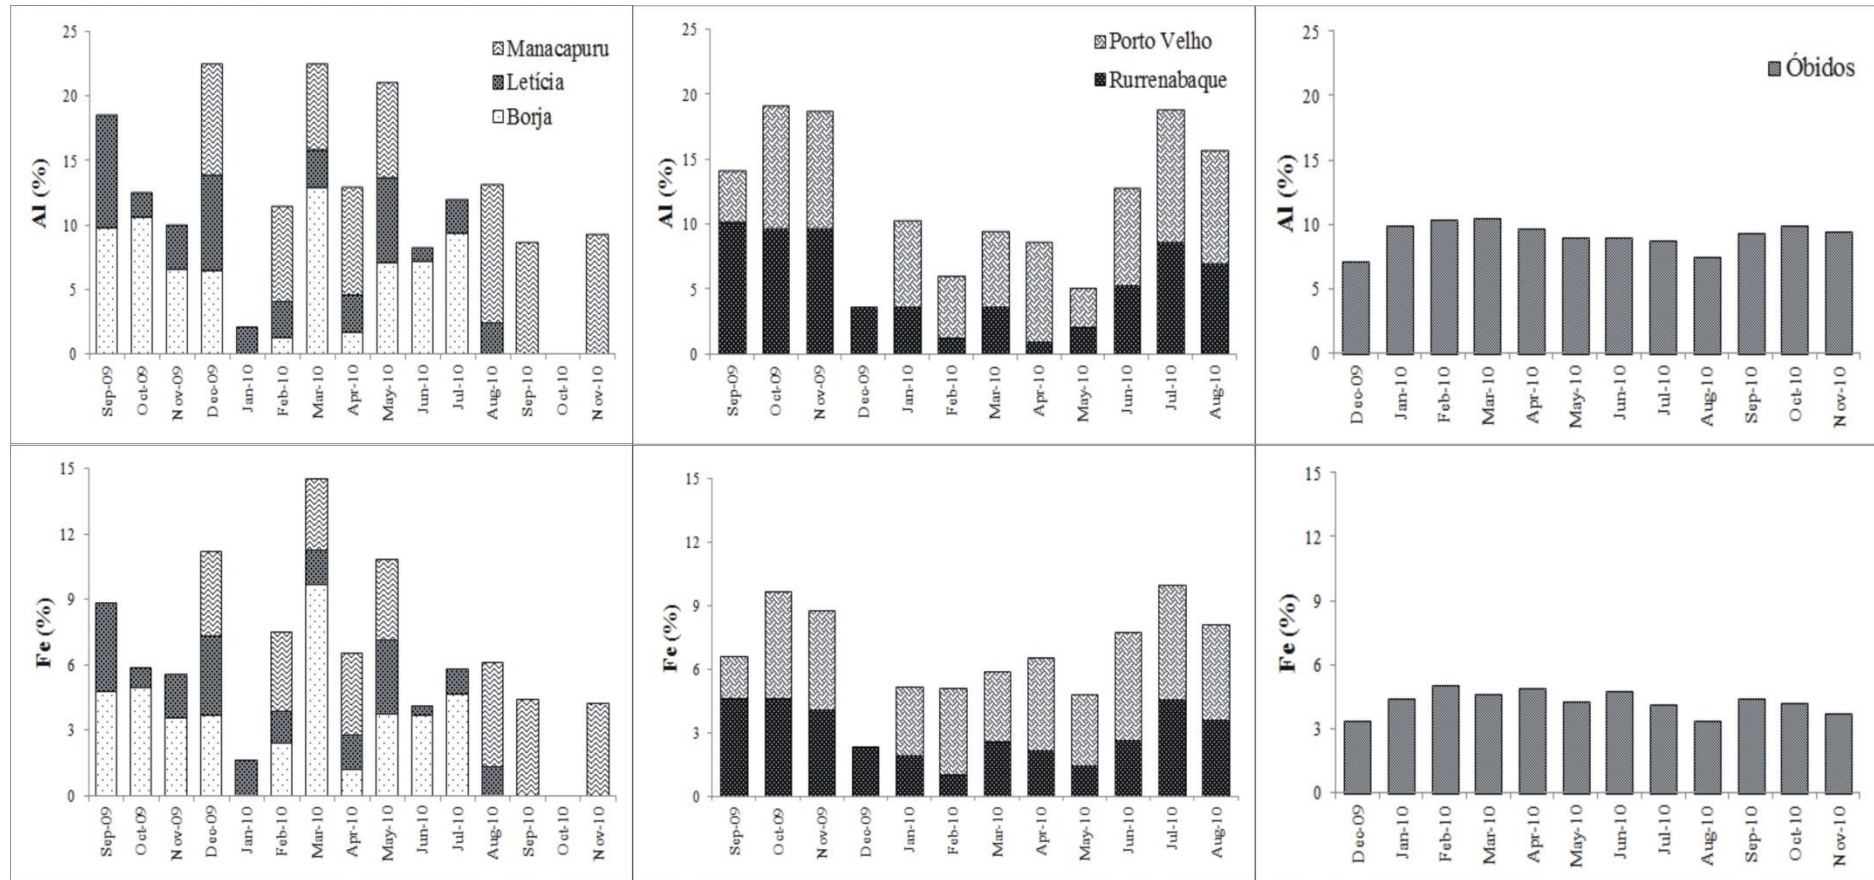 Al (%)
25
20
15
10
5
0
Manacapuru
Letícia
Borja
Sep-09
Oct-09
Nov-09
Dec-09
Jan-10
Feb-10
Mar-10
Apr-10
May-10
Jun-10
Jul-10
Aug-10
Sep-10
Oct-10
Nov-10
Al (%)
25
20
15
10
5
0
Porto Velho
Rurrenabaque
Sep-09
Oct-09
Nov-09
Dec-09
Jan-10
Feb-10
Mar-10
Apr-10
May-10
Jun-10
Jul-10
Aug-10
Al (%)
25
20
15
10
5
0
Óbidos
Dec-09
Jan-10
Feb-10
Mar-10
Apr-10
May-10
Jun-10
Jul-10
Aug-10
Sep-10
Oct-10
Nov-10
Fe (%)
15
12
9
6
3
0
Sep-09
Oct-09
Nov-09
Dec-09
Jan-10
Feb-10
Mar-10
Apr-10
May-10
Jun-10
Jul-10
Aug-10
Sep-10
Oct-10
Nov-10
Fe (%)
15
12
9
6
3
0
Sep-09
Oct-09
Nov-09
Dec-09
Jan-10
Feb-10
Mar-10
Apr-10
May-10
Jun-10
Jul-10
Aug-10
Fe (%)
15
12
9
6
3
0
Dec-09
Jan-10
Feb-10
Mar-10
Apr-10
May-10
Jun-10
Jul-10
Aug-10
Sep-10
Oct-10
Nov-10